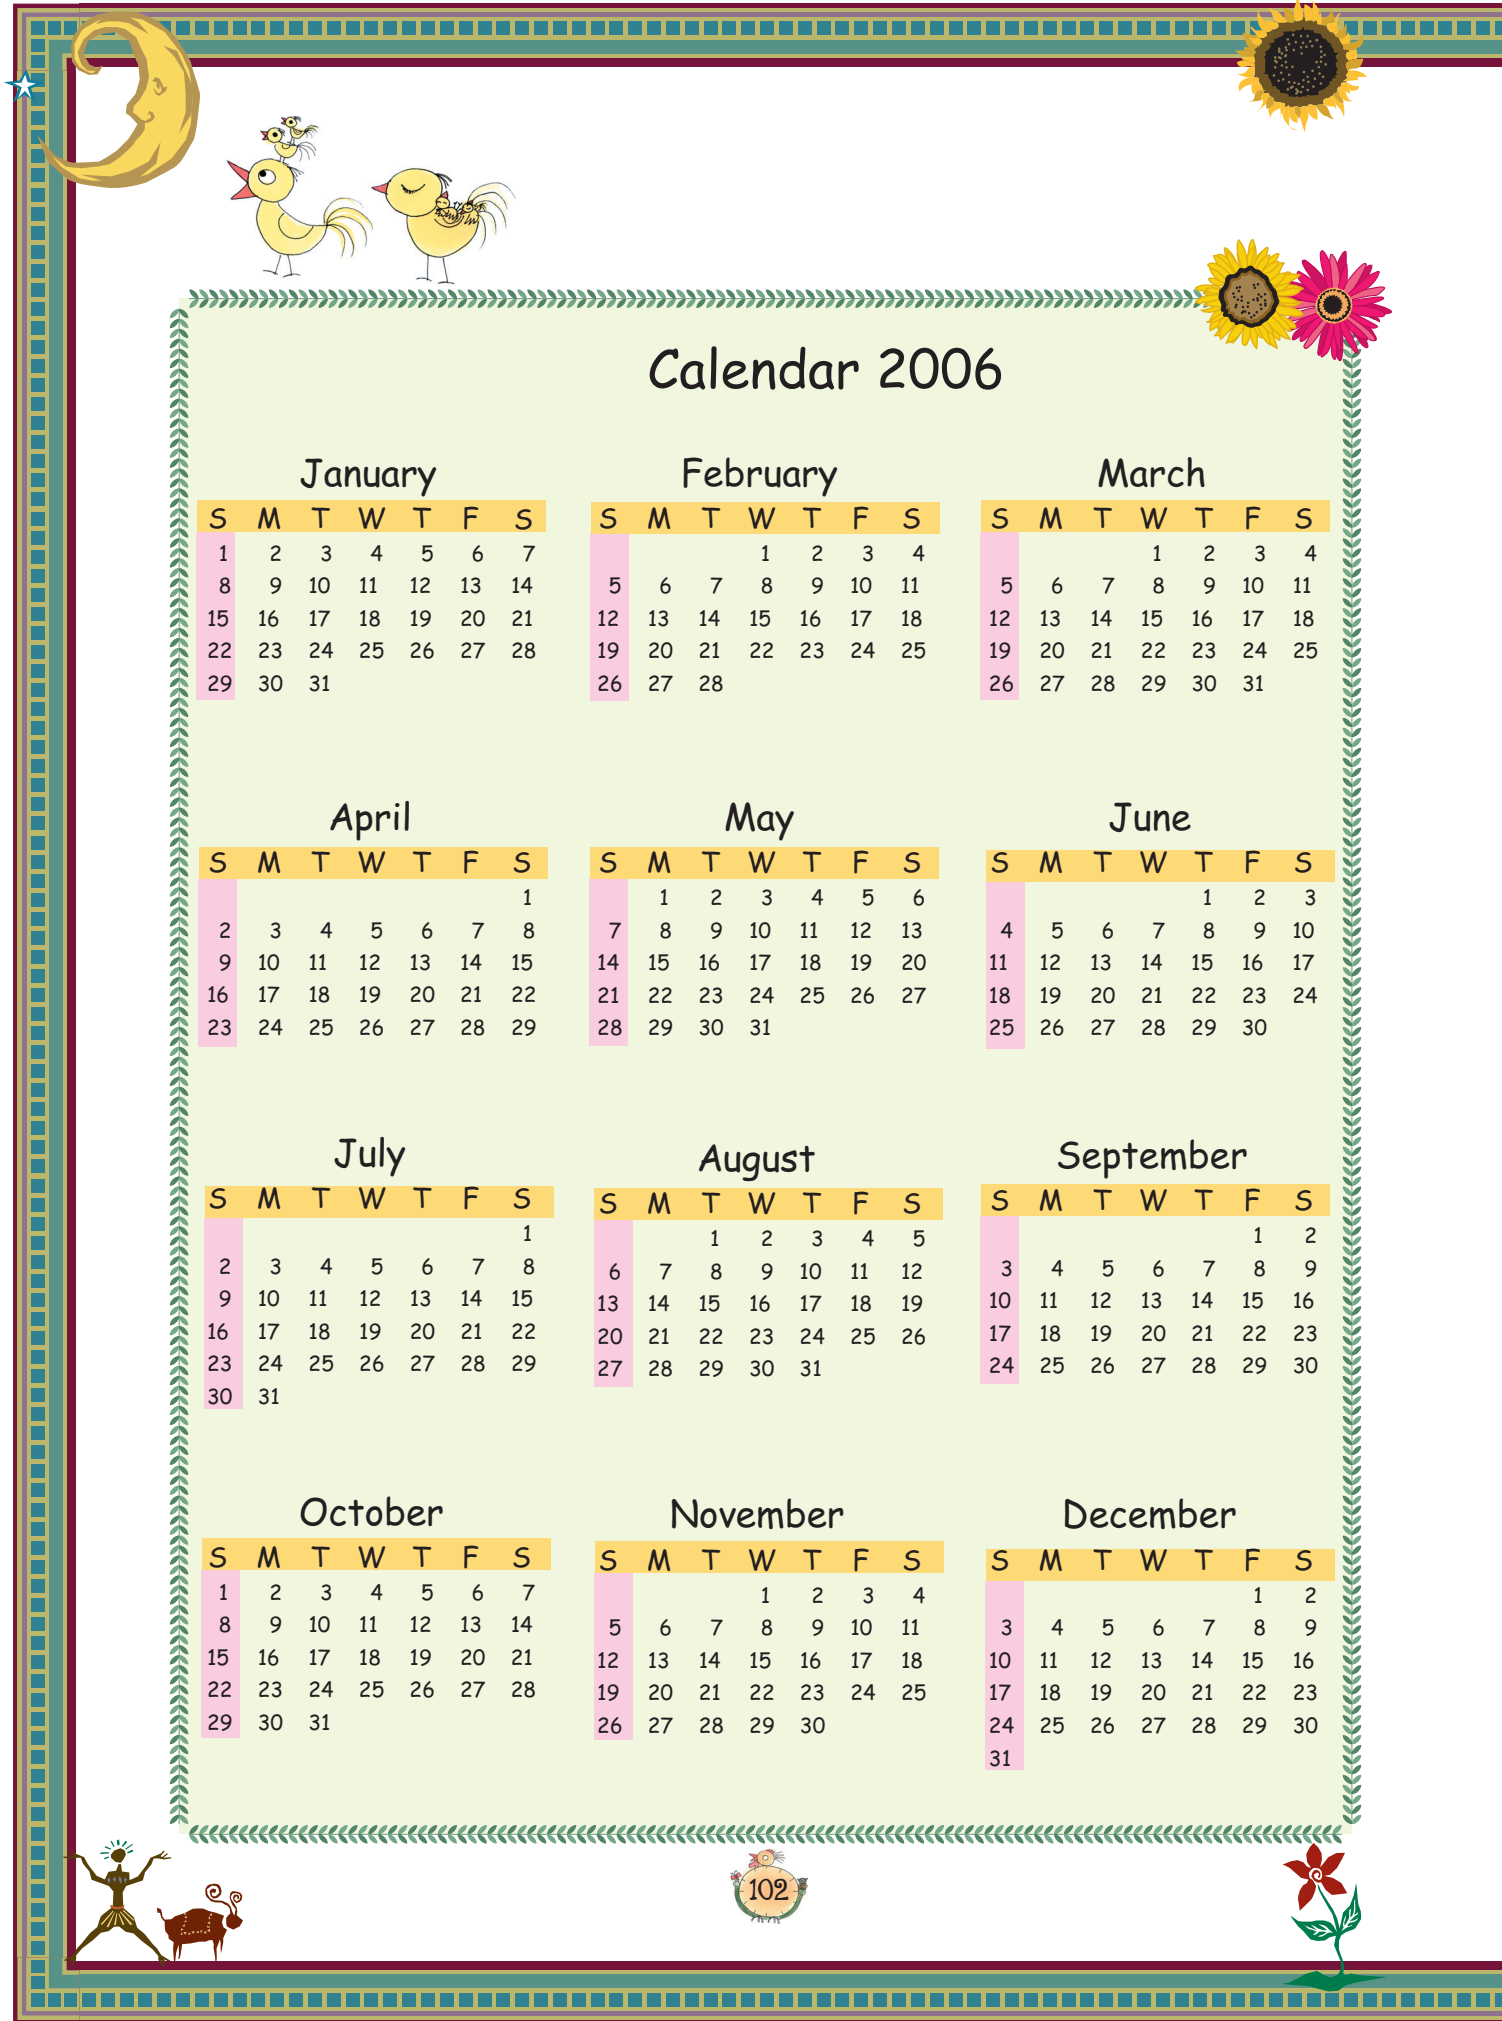 Calendar 2006
January
S M T W T F S
1 2 3 4 5 6 7
8 9 10 11 12 13 14
15 16 17 18 19 20 21
22 23 24 25 26 27 28
29 30 31
February
S M T W T F S
1 2 3 4
5 6 7 8 9 10 11
12 13 14 15 16 17 18
19 20 21 22 23 24 25
26 27 28
March
S M T W T F S
1 2 3 4
5 6 7 8 9 10 11
12 13 14 15 16 17 18
19 20 21 22 23 24 25
26 27 28 29 30 31
April
S M T W T F S
1
2 3 4 5 6 7 8
9 10 11 12 13 14 15
16 17 18 19 20 21 22
23 24 25 26 27 28 29
May
S M T W T F S
1 2 3 4 5 6
7 8 9 10 11 12 13
14 15 16 17 18 19 20
21 22 23 24 25 26 27
28 29 30 31
June
S M T W T F S
1 2 3
4 5 6 7 8 9 10
11 12 13 14 15 16 17
18 19 20 21 22 23 24
25 26 27 28 29 30
July
S M T W T F S
1
2 3 4 5 6 7 8
9 10 11 12 13 14 15
16 17 18 19 20 21 22
23 24 25 26 27 28 29
30 31
August
S M T W T F S
1 2 3 4 5
6 7 8 9 10 11 12
13 14 15 16 17 18 19
20 21 22 23 24 25 26
27 28 29 30 31
September
S M T W T F S
1 2
3 4 5 6 7 8 9
10 11 12 13 14 15 16
17 18 19 20 21 22 23
24 25 26 27 28 29 30
October
S M T W T F S
1 2 3 4 5 6 7
8 9 10 11 12 13 14
15 16 17 18 19 20 21
22 23 24 25 26 27 28
29 30 31
November
S M T W T F S
1 2 3 4
5 6 7 8 9 10 11
12 13 14 15 16 17 18
19 20 21 22 23 24 25
26 27 28 29 30
December
S M T W T F S
1 2
3 4 5 6 7 8 9
10 11 12 13 14 15 16
17 18 19 20 21 22 23
24 25 26 27 28 29 30
31
102